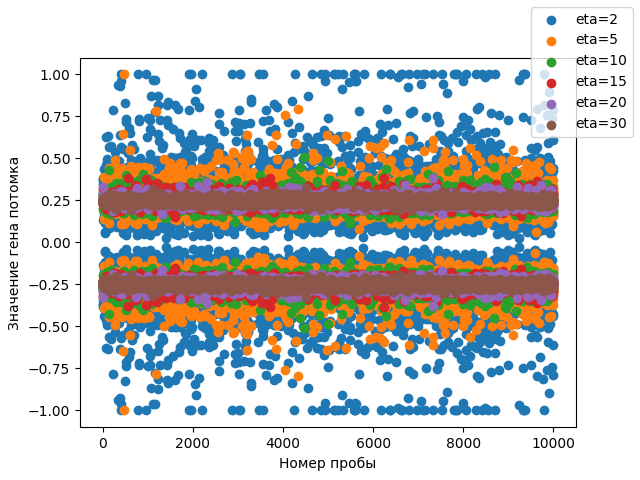 eta=2
eta=5
eta=10
eta=15
eta=20
eta=30
1.00
0.75
0.50
0.25
0.00
−0.25
−0.50
−0.75
−1.00
Значение гена потомка
0 2000 4000 6000 8000 10000
Номер пробы